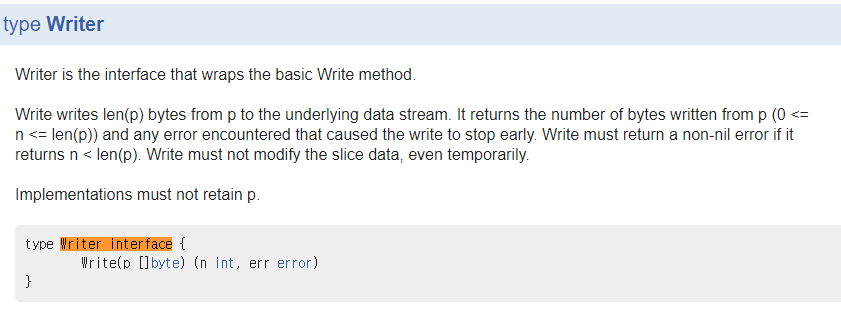 type Writer
Writer is the interface that wraps the basic Write method.
Write writes len(p) bytes from p to the underlying data stream. It returns the number of bytes written from p (0 <=
n <= len(p)) and any error encountered that caused the write to stop early. Write must return a non-nil error if it
returns n < len(p). Write must not modify the slice data, even temporarily.
Implementations must not retain p.
type Writer interface {
        Write(p []byte) (n int, err error)
}